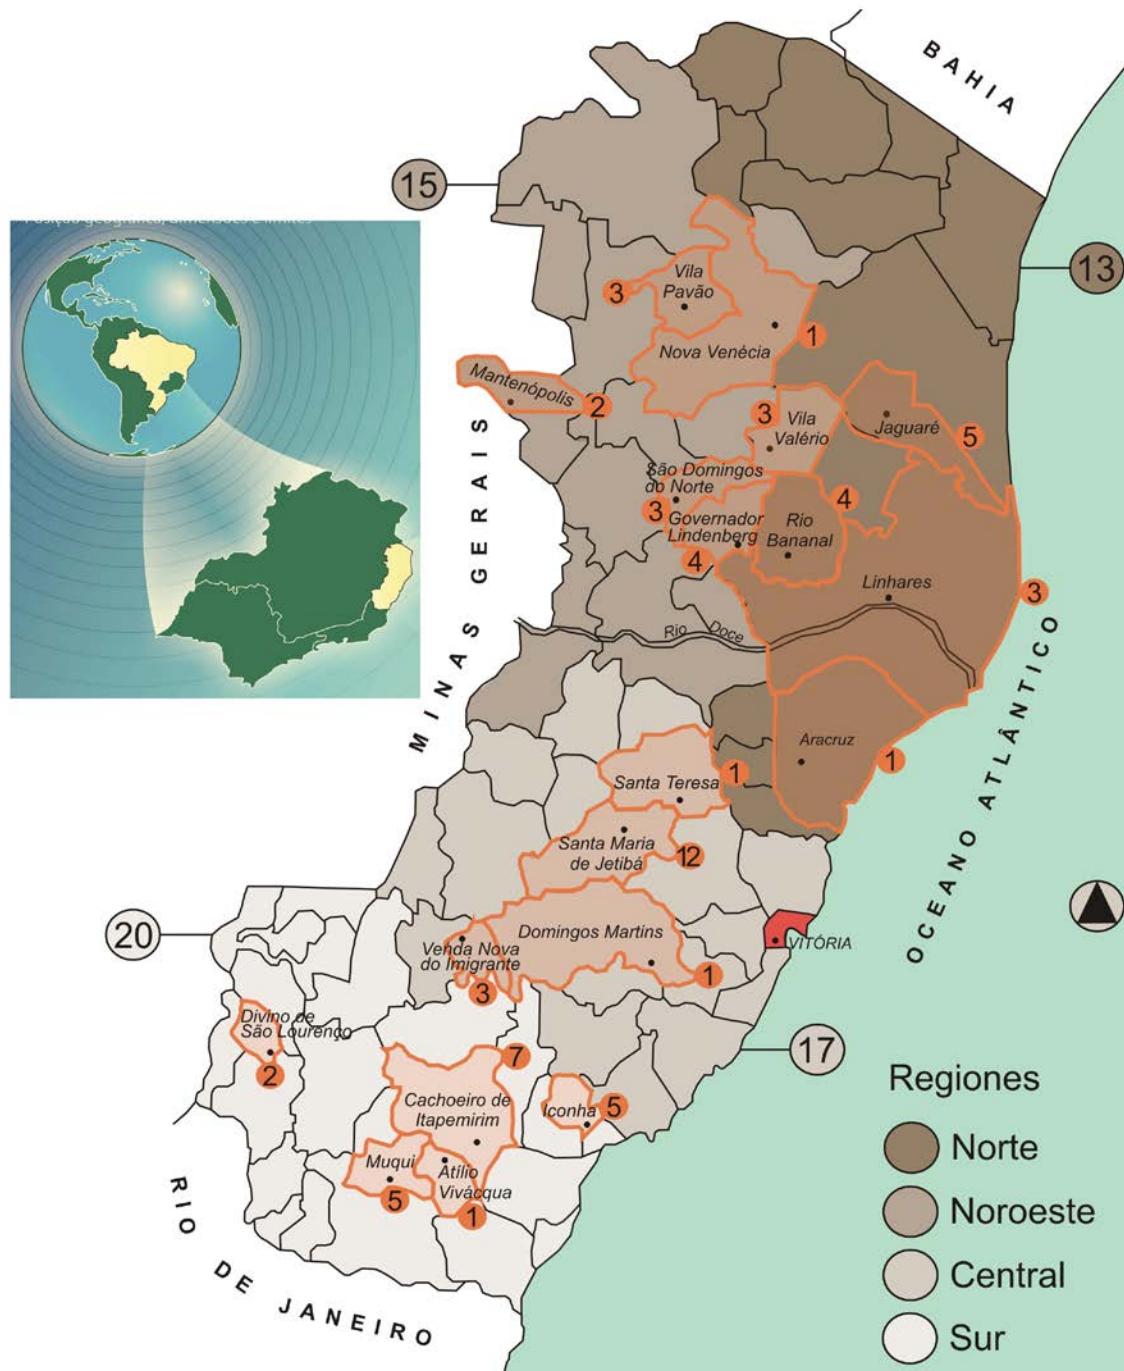 BAHIA
15
Posição geográfica, dimensões e limites
13
Vila
Pavão
3
1
Nova Venécia
Mantenópolis
2
3
Vila
Valério
Jaguaré
5
São Domingos
do Norte
3
Governador
Lindenberg
4
Rio
Bananal
4
Linhares
3
MINAS GERAIS
Rio Doce
Aracruz
1
Santa Teresa
1
Santa Maria
de Jetibá
12
OCEANO ATLÂNTICO
20
Venda Nova
do Imigrante
3
Domingos Martins
1
VITÓRIA
Divino de
São Lourenço
2
7
17
Cachoeiro de
Itapemirim
Iconha
5
Muqui
5
Atílio
Vivácqua
1
RIO DE JANEIRO
Regiones
Norte
Noroeste
Central
Sur